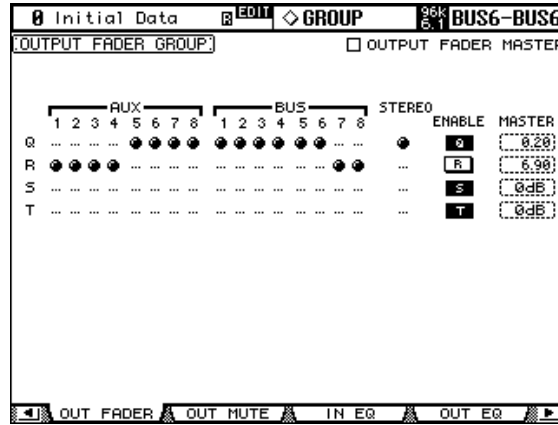 0 Initial Data R EDIT ◇ GROUP 96k 6.1 BUS6-BUS6
OUTPUT FADER GROUP OUTPUT FADER MASTER
AUX BUS STEREO
1 2 3 4 5 6 7 8 1 2 3 4 5 6 7 8 ENABLE MASTER
Q Q 0.20
R R 6.90
S S 0dB
T T 0dB
OUT FADER OUT MUTE IN EQ OUT EQ